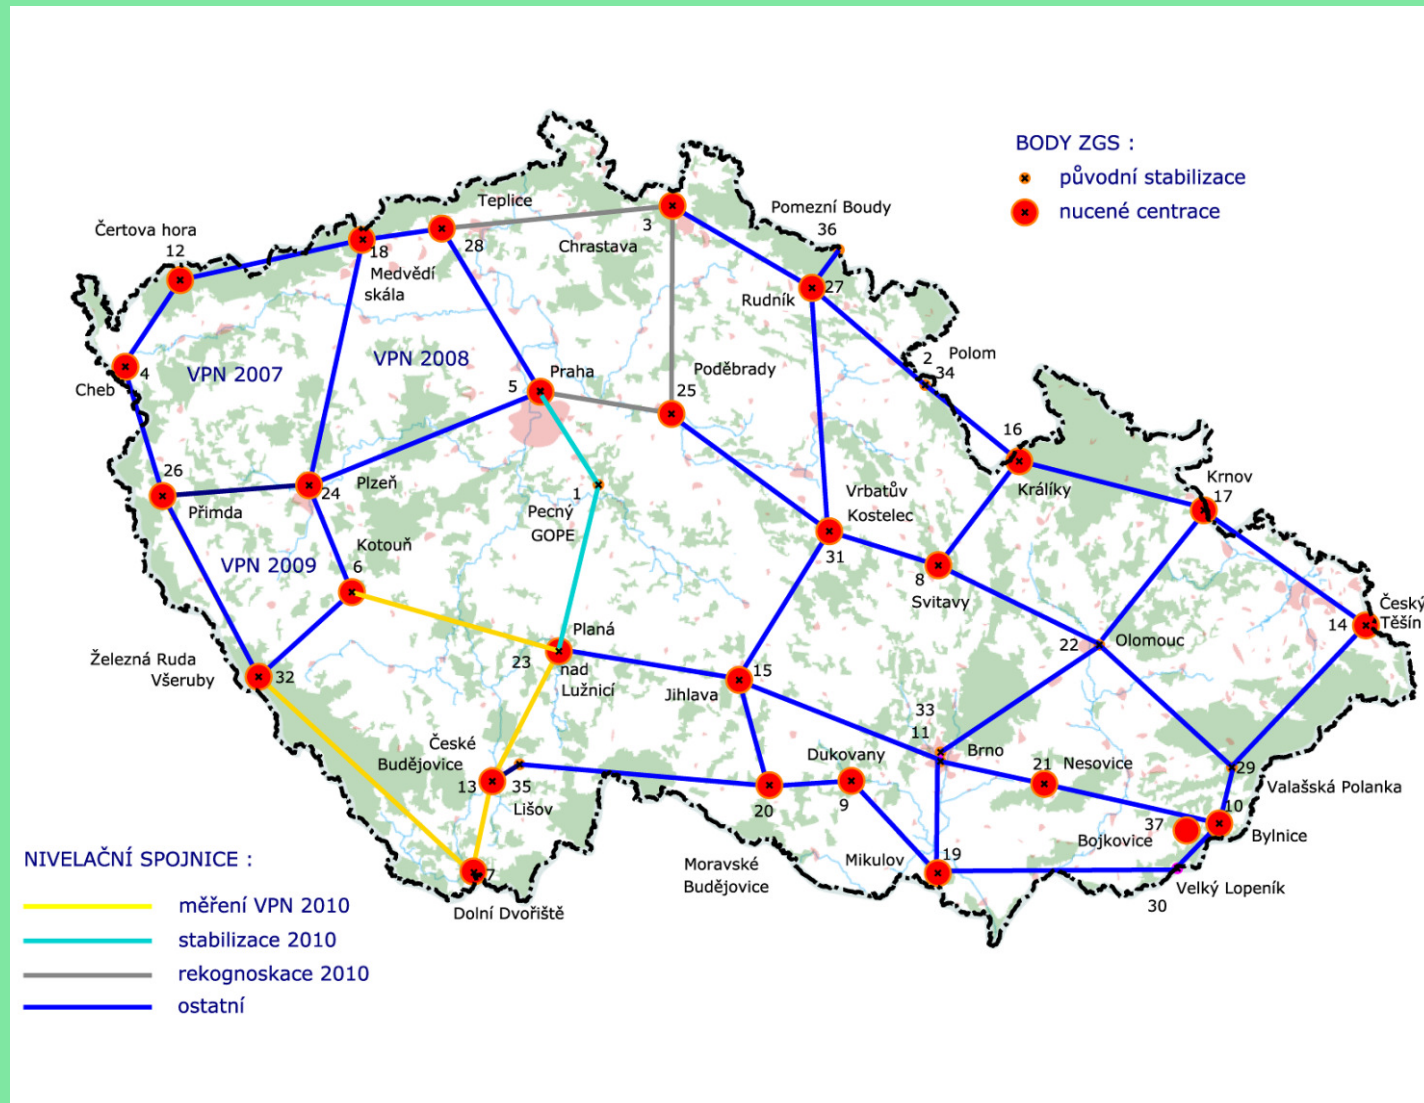 BODY ZGS :
původní stabilizace
nucené centrace
Teplice
28
3
Chrastava
Pomezní Boudy
36
Čertova hora
12
18
Medvědí
skála
Rudník
27
VPN 2008
VPN 2007
4
Cheb
Praha
5
Poděbrady
25
2
Polom
34
16
Králíky
Krnov
17
26
Přimda
24
Plzeň
1
Pecný
GOPE
Vrbatův
Kostelec
31
Kotouň
6
VPN 2009
8
Svitavy
Český
Těšín
14
22
Olomouc
Železná Ruda
Všeruby
32
Planá
23
nad
Lužnicí
15
Jihlava
33
11
Brno
České
Budějovice
13
35
Lišov
Dukovany
9
20
21
Nesovice
29
Valašská Polanka
10
37
Bojkovice
Bylnice
Moravské
Budějovice
Mikulov
19
Velký Lopeník
30
7
Dolní Dvořiště
NIVELAČNÍ SPOJNICE :
měření VPN 2010
stabilizace 2010
rekognoskace 2010
ostatní